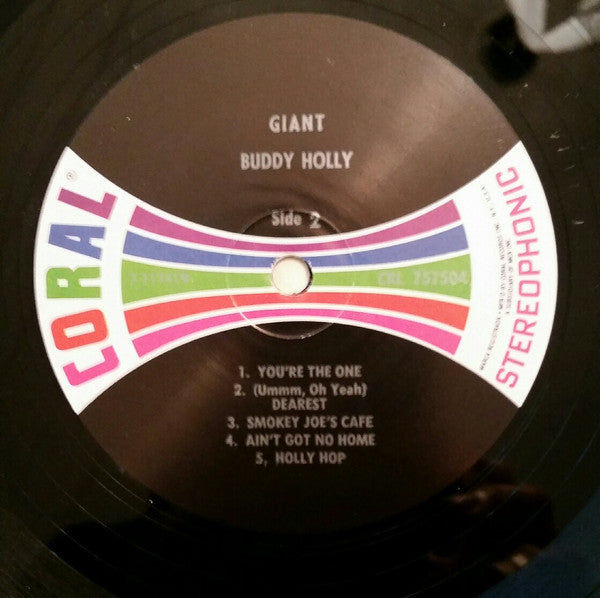 GIANT
BUDDY HOLLY
Side 2
CORAL®
CRL 757504
STEREOPHONIC
1. YOU'RE THE ONE
2. (Ummm, Oh Yeah)
DEAREST
3. SMOKEY JOE'S CAFE
4. AIN'T GOT NO HOME
5, HOLLY HOP